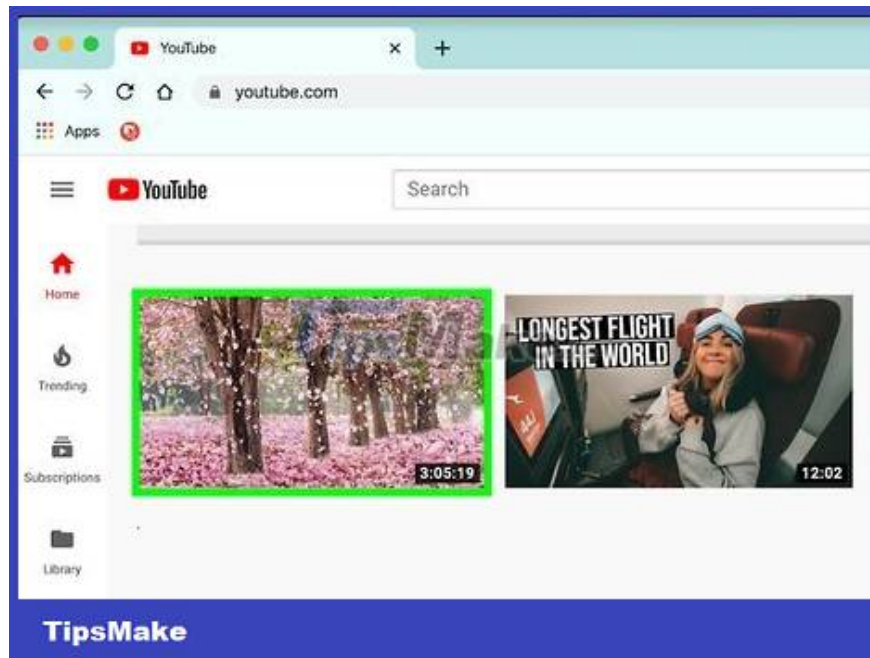 YouTube
youtube.com
Apps
YouTube
Search
Home
Trending
Subscriptions
Library
TipsMake
LONGEST FLIGHT
IN THE WORLD
3:05:19
12:02
TipsMake